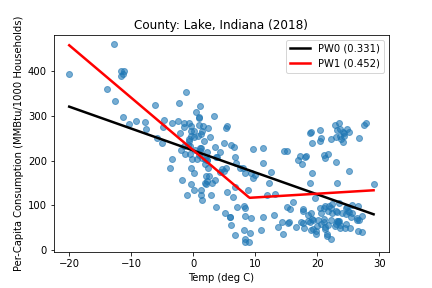 County: Lake, Indiana (2018)
PW0 (0.331)
PW1 (0.452)
Per-Capita Consumption (MMBtu/1000 Households)
400
300
200
100
0
−20
−10
0
10
20
30
Temp (deg C)